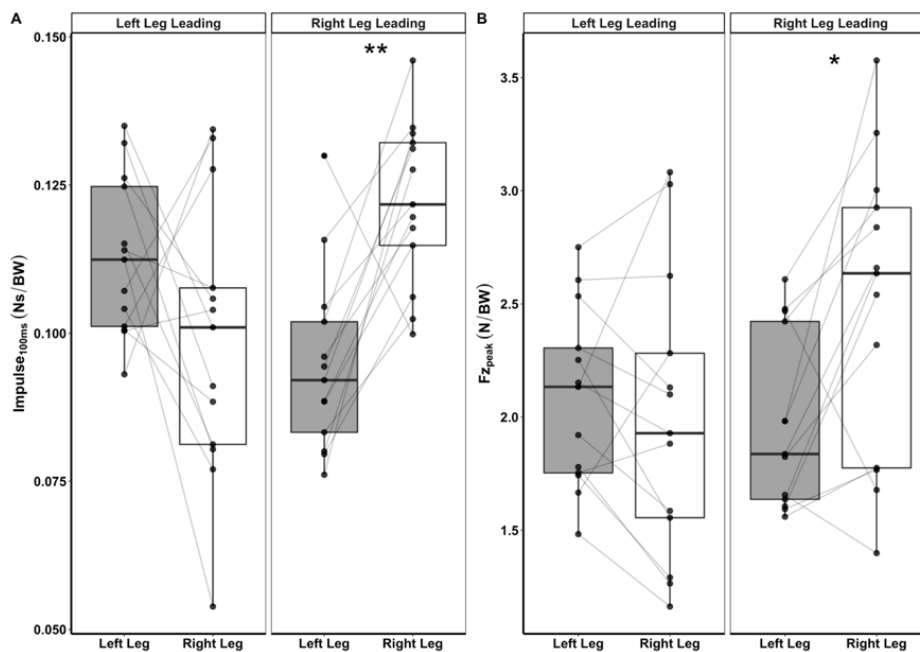 A
Left Leg Leading
Right Leg Leading
Impulse100ms (Ns/BW)
0.150
0.125
0.100
0.075
0.050
**
Left Leg
Right Leg
Left Leg
Right Leg
B
Left Leg Leading
Right Leg Leading
Fzpeak (N/BW)
3.5
3.0
2.5
2.0
1.5
*
Left Leg
Right Leg
Left Leg
Right Leg